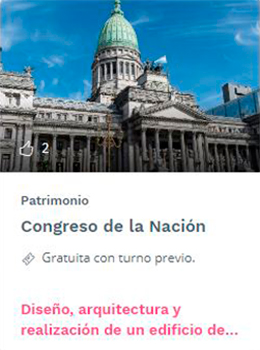 2
Patrimonio
Congreso de la Nación
Gratuita con turno previo.
Diseño, arquitectura y
realización de un edificio de...